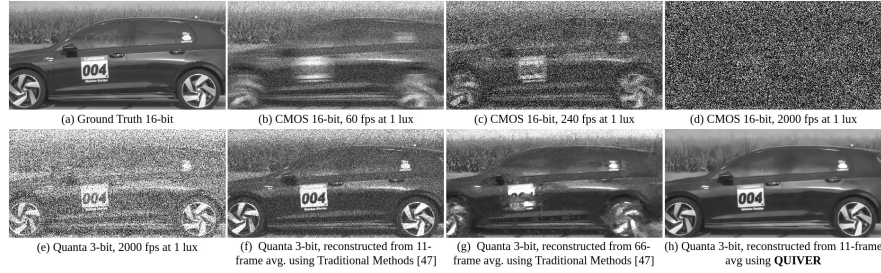 004
004
(a) Ground Truth 16-bit
(b) CMOS 16-bit, 60 fps at 1 lux
(c) CMOS 16-bit, 240 fps at 1 lux
(d) CMOS 16-bit, 2000 fps at 1 lux
004
004
004
004
(e) Quanta 3-bit, 2000 fps at 1 lux
(f) Quanta 3-bit, reconstructed from 11-
frame avg. using Traditional Methods [47]
(g) Quanta 3-bit, reconstructed from 66-
frame avg. using Traditional Methods [47]
(h) Quanta 3-bit, reconstructed from 11-frame
avg using QUIVER